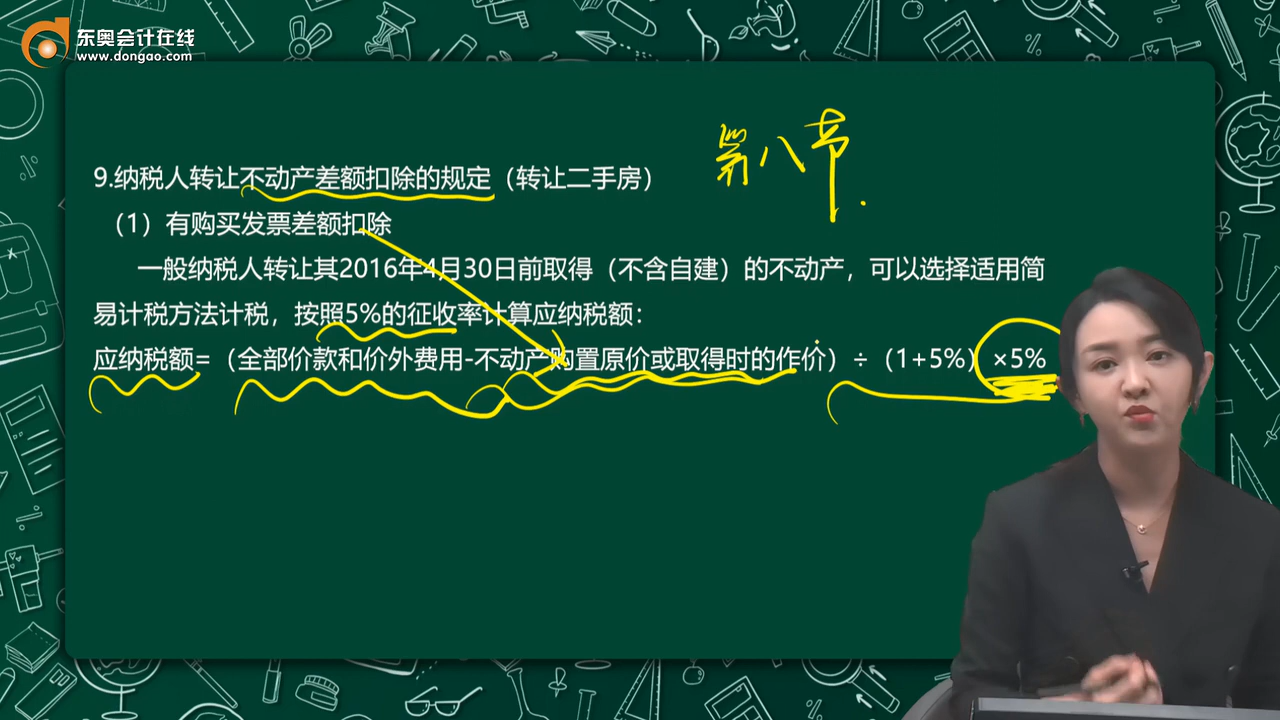 东奥会计在线
www.dongao.com
第八节
9.纳税人转让不动产差额扣除的规定（转让二手房）
（1）有购买发票差额扣除
一般纳税人转让其2016年4月30日前取得（不含自建）的不动产，可以选择适用简
易计税方法计税，按照5%的征收率计算应纳税额：
应纳税额=（全部价款和价外费用-不动产购置原价或取得时的作价）÷（1+5%）×5%